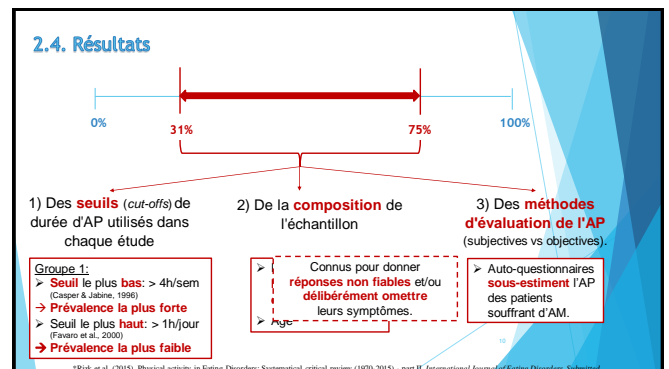 2.4. Résultats
0%
31%
75%
100%
1) Des seuils (cut-offs) de
durée d'AP utilisés dans
chaque étude
2) De la composition de
l'échantillon
3) Des méthodes
d'évaluation de l'AP
(subjectives vs objectives).
Groupe 1:
➢ Seuil le plus bas: > 4h/sem
(Casper & Jabine, 1996)
→ Prévalence la plus forte
➢ Seuil le plus haut: > 1h/jour
(Favaro et al., 2000)
→ Prévalence la plus faible
Connus pour donner
réponses non fiables et/ou
délibérément omettre
leurs symptômes.
➢ Age
➢ Auto-questionnaires
sous-estiment l'AP
des patients
souffrant d'AM.
10
*Risk et al. (2015). Physical activity in Eating Disorders: Systematical critical review (1970-2015) - part II. International Journal of Eating Disorders. Submitted